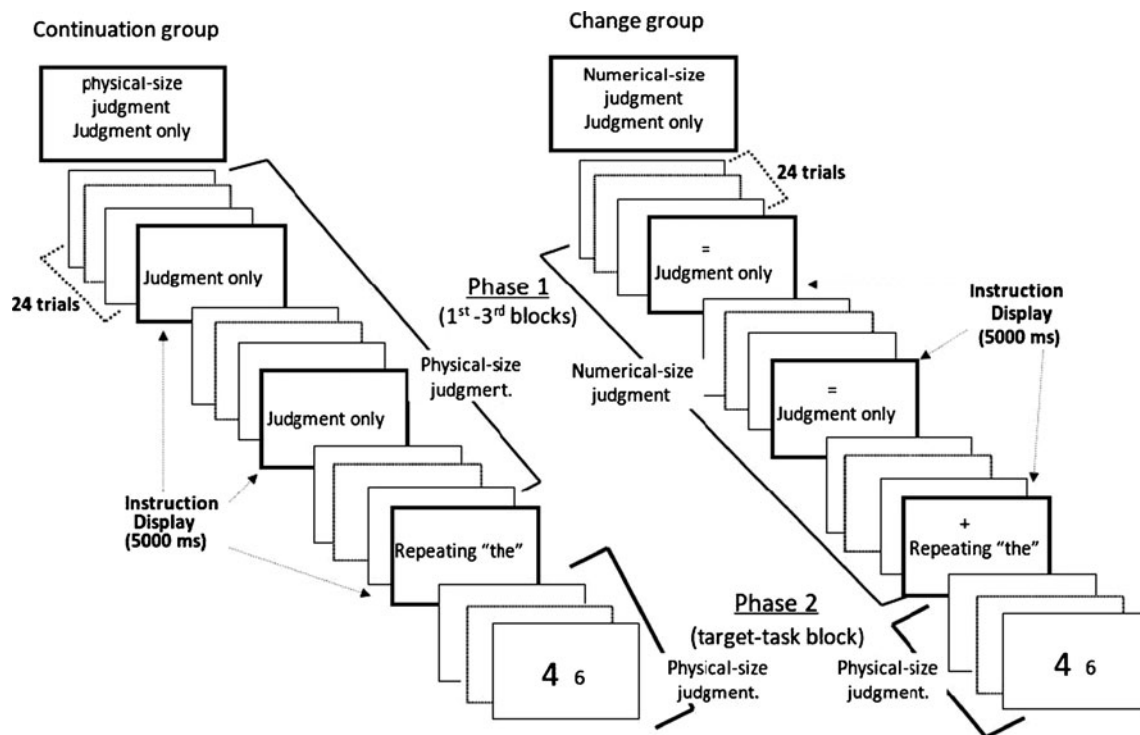 Continuation group
physical-size
judgment
Judgment only
Judgment only
24 trials
Judgment only
Instruction
Display
(5000 ms)
Repeating "the"
4 6
Phase 1
(1st -3rd blocks)
Physical-size
judgmert.
Phase 2
(target-task block)
Physical-size
judgment.
Change group
Numerical-size
judgment
Judgment only
24 trials
=
Judgment only
Numerical-size
judgment
Instruction
Display
(5000 ms)
=
Judgment only
+
Repeating "the"
Physical-size
judgment.
4 6